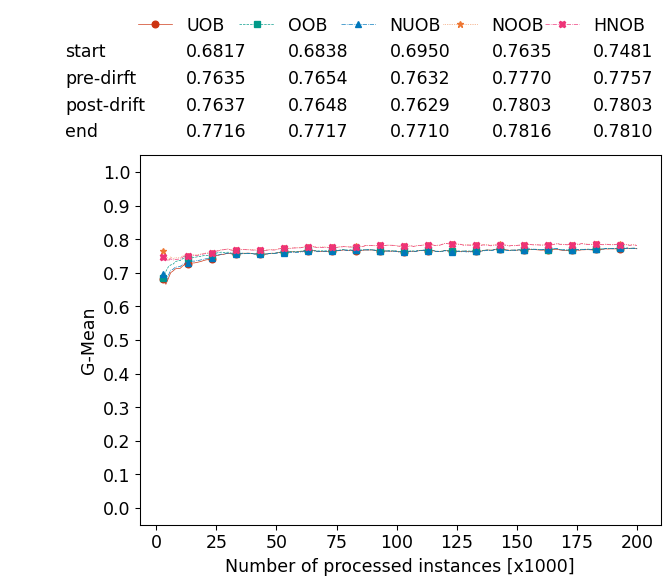 UOB OOB NUOB NOOB HNOB
start 0.6817 0.6838 0.6950 0.7635 0.7481
pre-dirft 0.7635 0.7654 0.7632 0.7770 0.7757
post-drift 0.7637 0.7648 0.7629 0.7803 0.7803
end 0.7716 0.7717 0.7710 0.7816 0.7810
1.0
0.9
0.8
0.7
0.6
0.5
0.4
0.3
0.2
0.1
0.0
G-Mean
0 25 50 75 100 125 150 175 200
Number of processed instances [x1000]